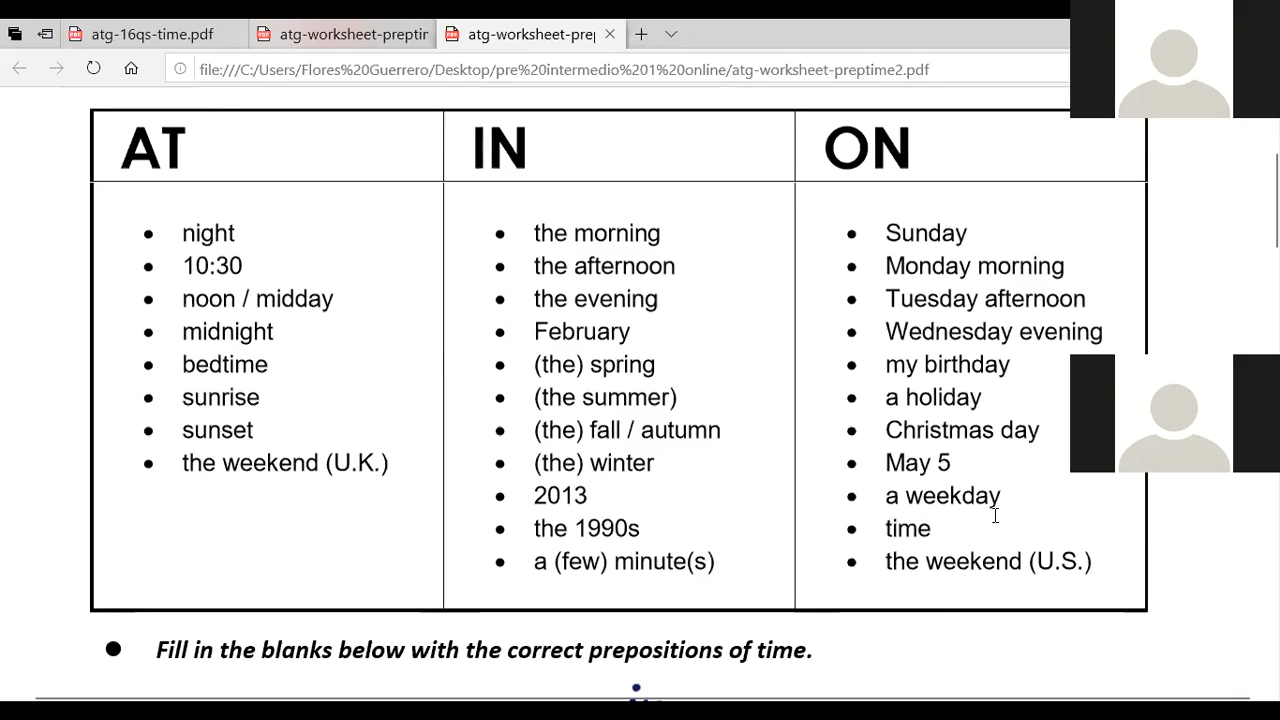 atg-16qs-time.pdf
atg-worksheet-preptir
atg-worksheet-prep
file:///C:/Users/Flores%20Guerrero/Desktop/pre%20intermedio%201%20online/atg-worksheet-preptime2.pdf
AT
night
10:30
noon / midday
midnight
bedtime
sunrise
sunset
the weekend (U.K.)
IN
the morning
the afternoon
the evening
February
(the) spring
(the summer)
(the) fall / autumn
(the) winter
2013
the 1990s
a (few) minute(s)
ON
Sunday
Monday morning
Tuesday afternoon
Wednesday evening
my birthday
a holiday
Christmas day
May 5
a weekday
time
the weekend (U.S.)
Fill in the blanks below with the correct prepositions of time.